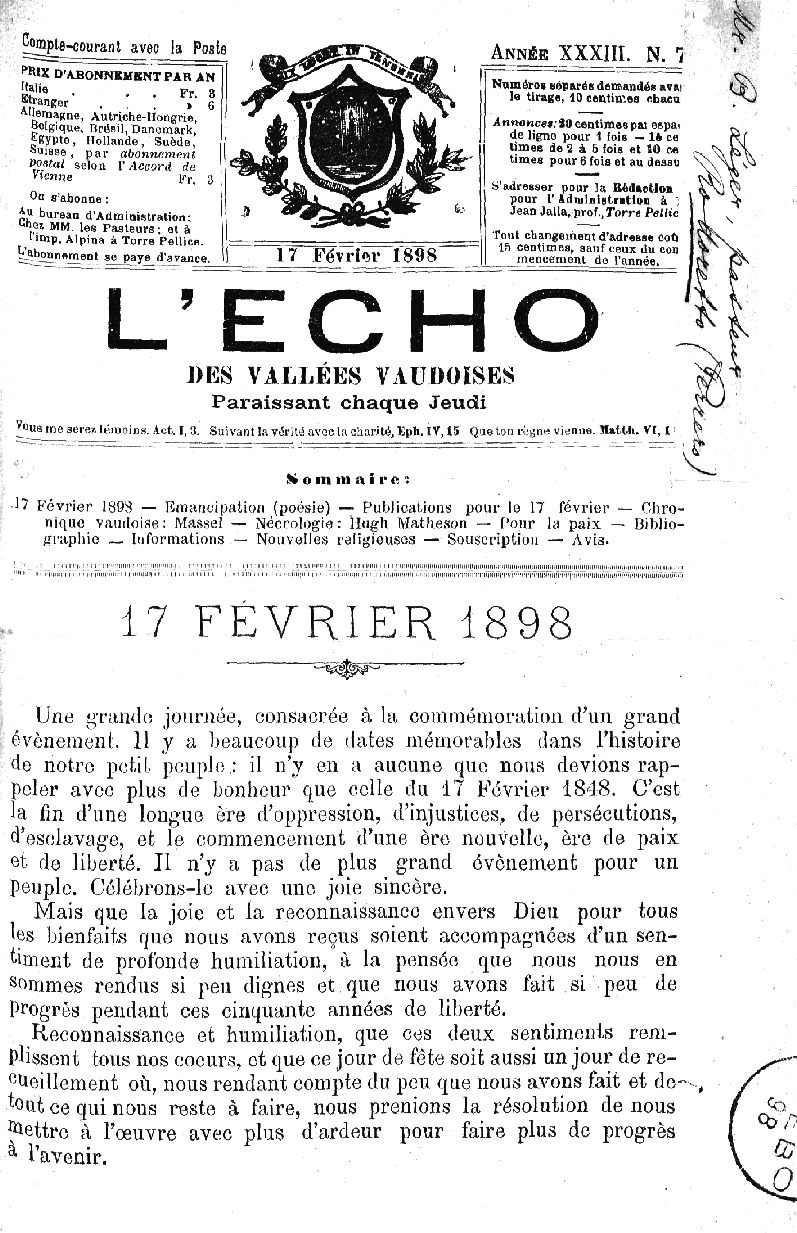 Compte-courant avec la Poste
PRIX D'ABONNEMENT PAR AN
Italie . . . Fr. 3
Etranger . . » 6
Allemagne, Autriche-Hongrie,
Belgique, Brésil, Danemark,
Egypte, Hollande, Suède,
Suisse, par abonnement
postal selon l'Accord de
Vienne Fr. 3
On s'abonne:
Au bureau d'Administration;
Chez MM. les Pasteurs; et à
l'imp. Alpina à Torre Pellice.
L'abonnement se paye d'avance.
LUX LUCET IN TENEBRIS
17 Février 1898
ANNÉE XXXIII. N. 7
Numéros séparés demandés ava
le tirage, 10 centimes chacu
Annonces: 20 centimes par espa
de ligne pour 1 fois — 15 ce
times de 2 à 5 fois et 10 ce
times pour 6 fois et au dessu
S'adresser pour la Rédaction
pour l'Administration à
Jean Jalla, prof., Torre Pellic
Tout changement d'adresse coû
15 centimes, sauf ceux du com
mencement de l'année.
Mr. B. Léger, pasteur
Rodoretto (Perrero)
L'ECHO
DES VALLÉES VAUDOISES
Paraissant chaque Jeudi
Vous me serez témoins. Act. I, 3. Suivant la vérité avec la charité, Eph. IV, 15 Que ton règne vienne. Matth. VI, 1
Sommaire:
17 Février 1898 — Emancipation (poésie) — Publications pour le 17 février — Chro-
nique vaudoise: Massel — Nécrologie: Hugh Matheson — Pour la paix — Biblio-
graphie — Informations — Nouvelles religieuses — Souscription — Avis.
17 FÉVRIER 1898
Une grande journée, consacrée à la commémoration d'un grand
évènement. Il y a beaucoup de dates mémorables dans l'histoire
de notre petit peuple: il n'y en a aucune que nous devions rap-
peler avec plus de bonheur que celle du 17 Février 1848. C'est
la fin d'une longue ère d'oppression, d'injustices, de persécutions,
d'esclavage, et le commencement d'une ère nouvelle, ère de paix
et de liberté. Il n'y a pas de plus grand évènement pour un
peuple. Célébrons-le avec une joie sincère.
Mais que la joie et la reconnaissance envers Dieu pour tous
les bienfaits que nous avons reçus soient accompagnées d'un sen-
timent de profonde humiliation, à la pensée que nous nous en
sommes rendus si peu dignes et que nous avons fait si peu de
progrès pendant ces cinquante années de liberté.
Reconnaissance et humiliation, que ces deux sentiments rem-
plissent tous nos coeurs, et que ce jour de fête soit aussi un jour de re-
cueillement où, nous rendant compte du peu que nous avons fait et de
tout ce qui nous reste à faire, nous prenions la résolution de nous
mettre à l'œuvre avec plus d'ardeur pour faire plus de progrès
à l'avenir.
98
BO